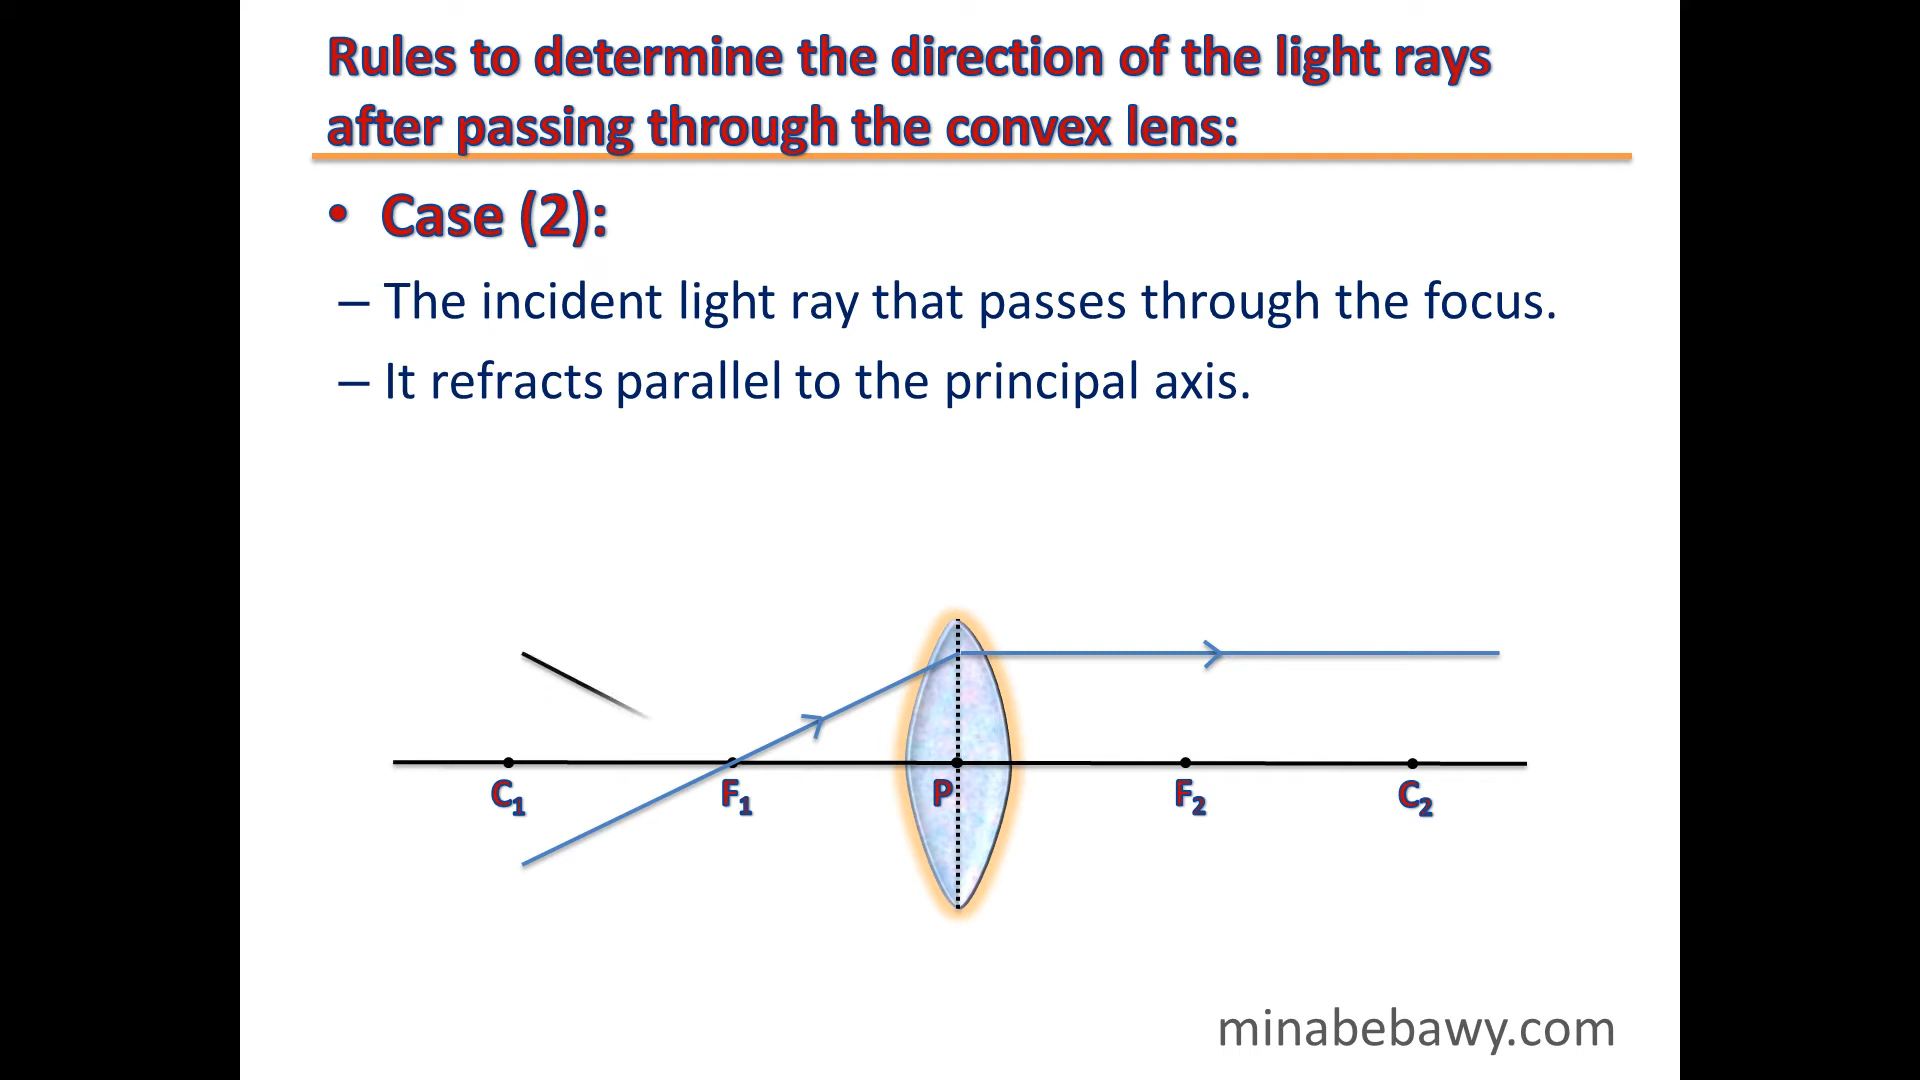 Rules to determine the direction of the light rays
after passing through the convex lens:
• Case (2):
– The incident light ray that passes through the focus.
– It refracts parallel to the principal axis.
C₁ F₁ P F₂ C₂
minabebawy.com